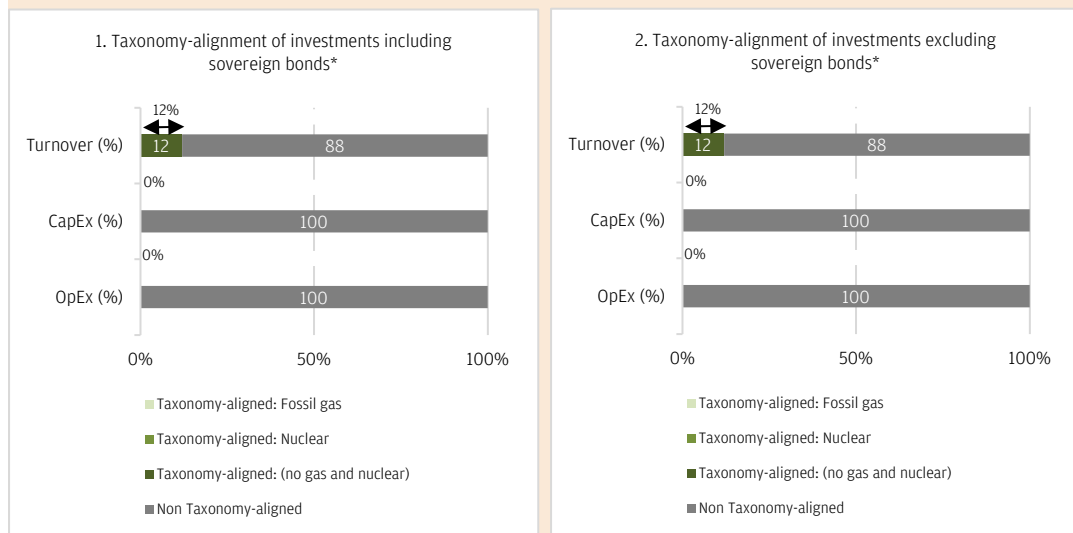 1. Taxonomy-alignment of investments including
sovereign bonds*
12%
Turnover (%)
12
88
0%
CapEx (%)
100
0%
OpEx (%)
100
0%
50%
100%
Taxonomy-aligned: Fossil gas
Taxonomy-aligned: Nuclear
Taxonomy-aligned: (no gas and nuclear)
Non Taxonomy-aligned
2. Taxonomy-alignment of investments excluding
sovereign bonds*
12%
Turnover (%)
12
88
0%
CapEx (%)
100
0%
OpEx (%)
100
0%
50%
100%
Taxonomy-aligned: Fossil gas
Taxonomy-aligned: Nuclear
Taxonomy-aligned: (no gas and nuclear)
Non Taxonomy-aligned